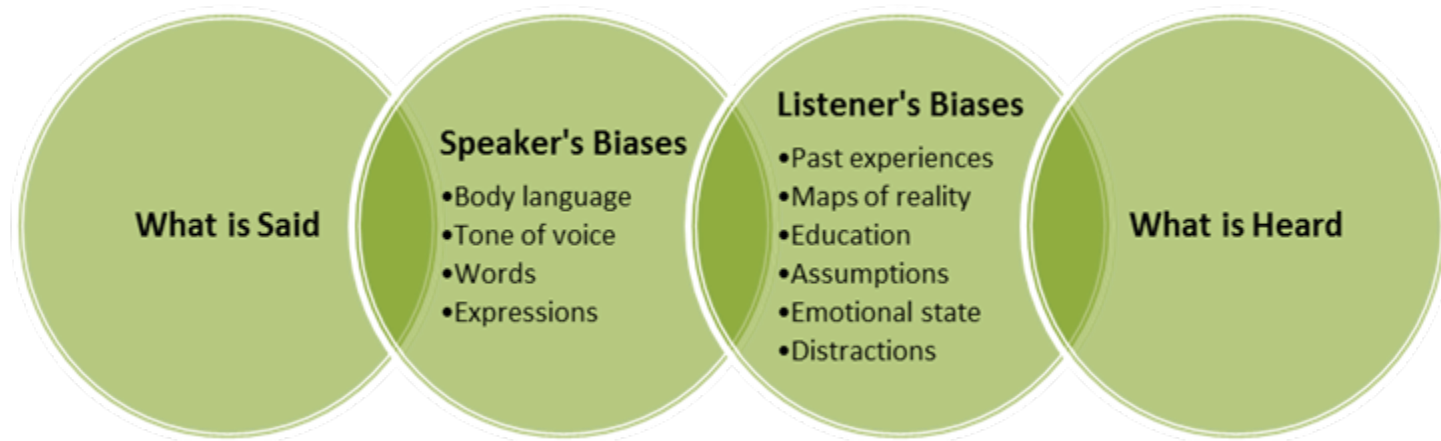 What is Said
Speaker's Biases
•Body language
•Tone of voice
•Words
•Expressions
Listener's Biases
•Past experiences
•Maps of reality
•Education
•Assumptions
•Emotional state
•Distractions
What is Heard